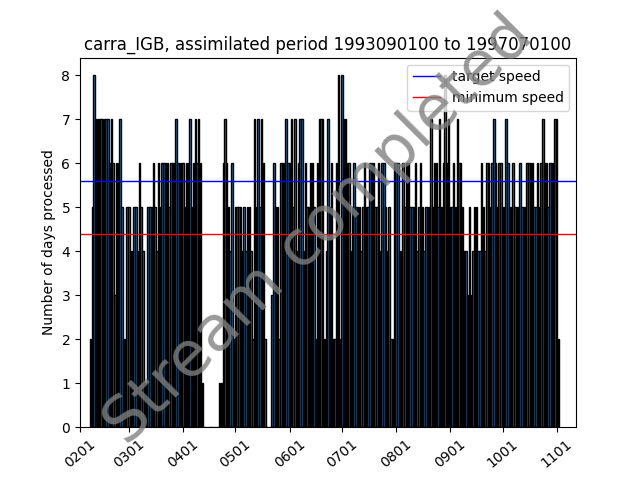 carra_IGB, assimilated period 1993090100 to 1997070100
target speed
minimum speed
Stream completed
Number of days processed
8
7
6
5
4
3
2
1
0
0201 0301 0401 0501 0601 0701 0801 0901 1001 1101